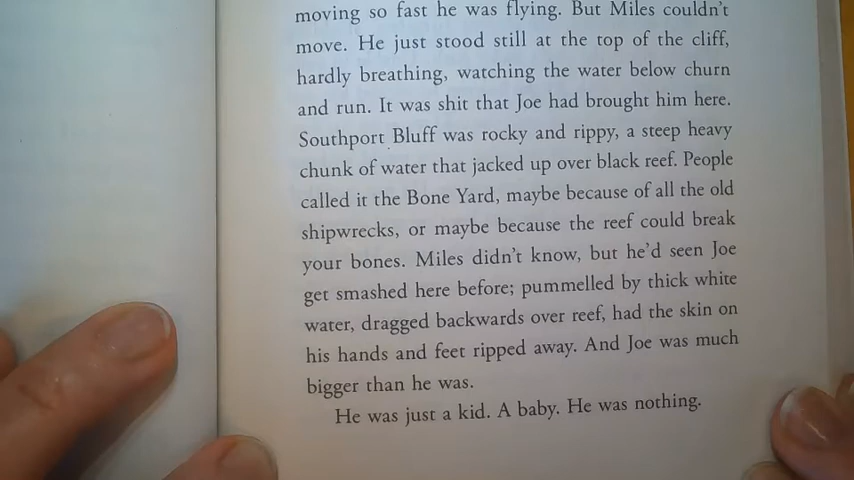 moving so fast he was flying. But Miles couldn't
move. He just stood still at the top of the cliff,
hardly breathing, watching the water below churn
and run. It was shit that Joe had brought him here.
Southport Bluff was rocky and rippy, a steep heavy
chunk of water that jacked up over black reef. People
called it the Bone Yard, maybe because of all the old
shipwrecks, or maybe because the reef could break
your bones. Miles didn't know, but he'd seen Joe
get smashed here before; pummelled by thick white
water, dragged backwards over reef, had the skin on
his hands and feet ripped away. And Joe was much
bigger than he was.
He was just a kid. A baby. He was nothing.